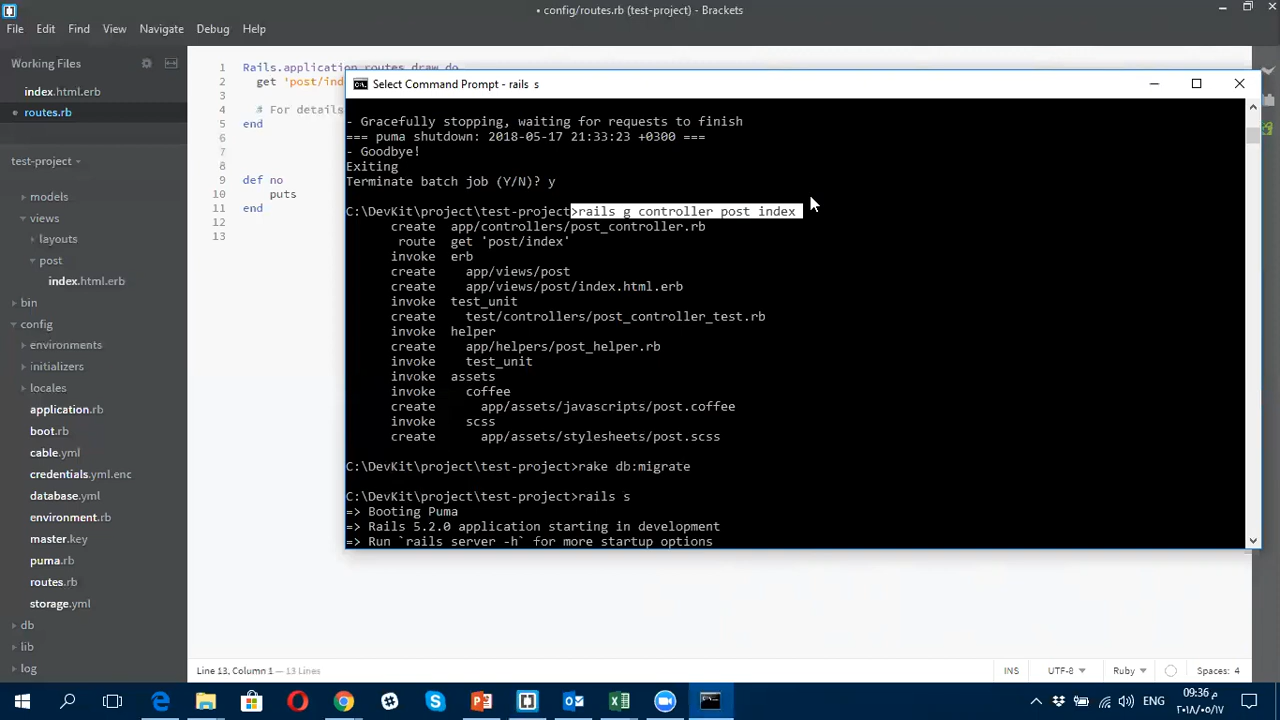 • config/routes.rb (test-project) - Brackets
File Edit Find View Navigate Debug Help
Working Files
index.html.erb
routes.rb
test-project
models
views
layouts
post
index.html.erb
bin
config
environments
initializers
locales
application.rb
boot.rb
cable.yml
credentials.yml.enc
database.yml
environment.rb
master.key
puma.rb
routes.rb
storage.yml
db
lib
log
1 Rails.application.routes.draw do
2 get 'post/ind
4 # For details
5 end
6
7
8
9 def no
10 puts
11 end
12
13
Select Command Prompt - rails s
- Gracefully stopping, waiting for requests to finish
=== puma shutdown: 2018-05-17 21:33:23 +0300 ===
- Goodbye!
Exiting
Terminate batch job (Y/N)? y
C:\DevKit\project\test-project>rails g controller post index
create app/controllers/post_controller.rb
route get 'post/index'
invoke erb
create app/views/post
create app/views/post/index.html.erb
invoke test_unit
create test/controllers/post_controller_test.rb
invoke helper
create app/helpers/post_helper.rb
invoke test_unit
invoke assets
invoke coffee
create app/assets/javascripts/post.coffee
invoke scss
create app/assets/stylesheets/post.scss
C:\DevKit\project\test-project>rake db:migrate
C:\DevKit\project\test-project>rails s
=> Booting Puma
=> Rails 5.2.0 application starting in development
=> Run `rails server -h` for more startup options
Line 13, Column 1 - 13 Lines
INS UTF-8 Ruby Spaces: 4
ENG
09:36 م
٢٠١٨/٠٥/١٧